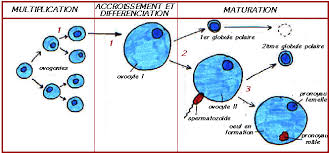 MULTIPLICATION
ACCROISSEMENT ET
DIFFERENCIATION
MATURATION
1
ovogonies
1
ovocyte I
2
1er globule polaire
2ème globule polaire
ovocyte II
3
spermatozoïde
pronoyau
femelle
oeuf en
formation
pronoyau
mâle